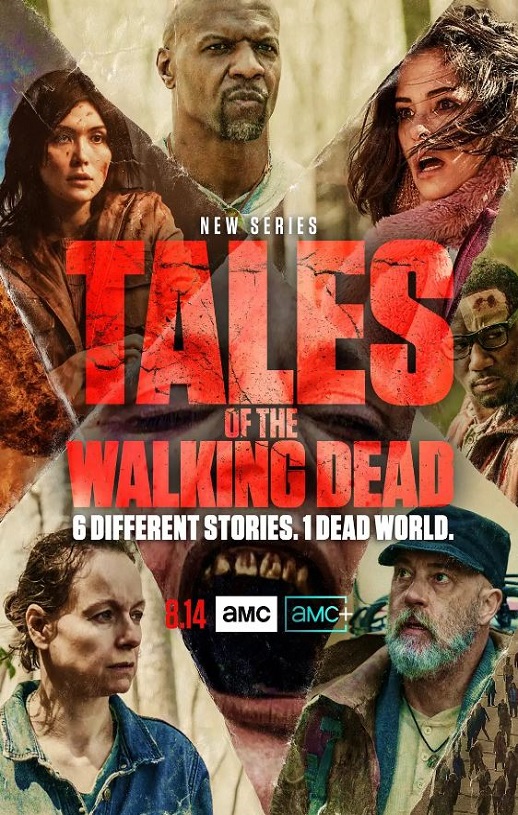 NEW SERIES
TALES
OF THE
WALKING DEAD
6 DIFFERENT STORIES. 1 DEAD WORLD.
8.14 aMC aMC+